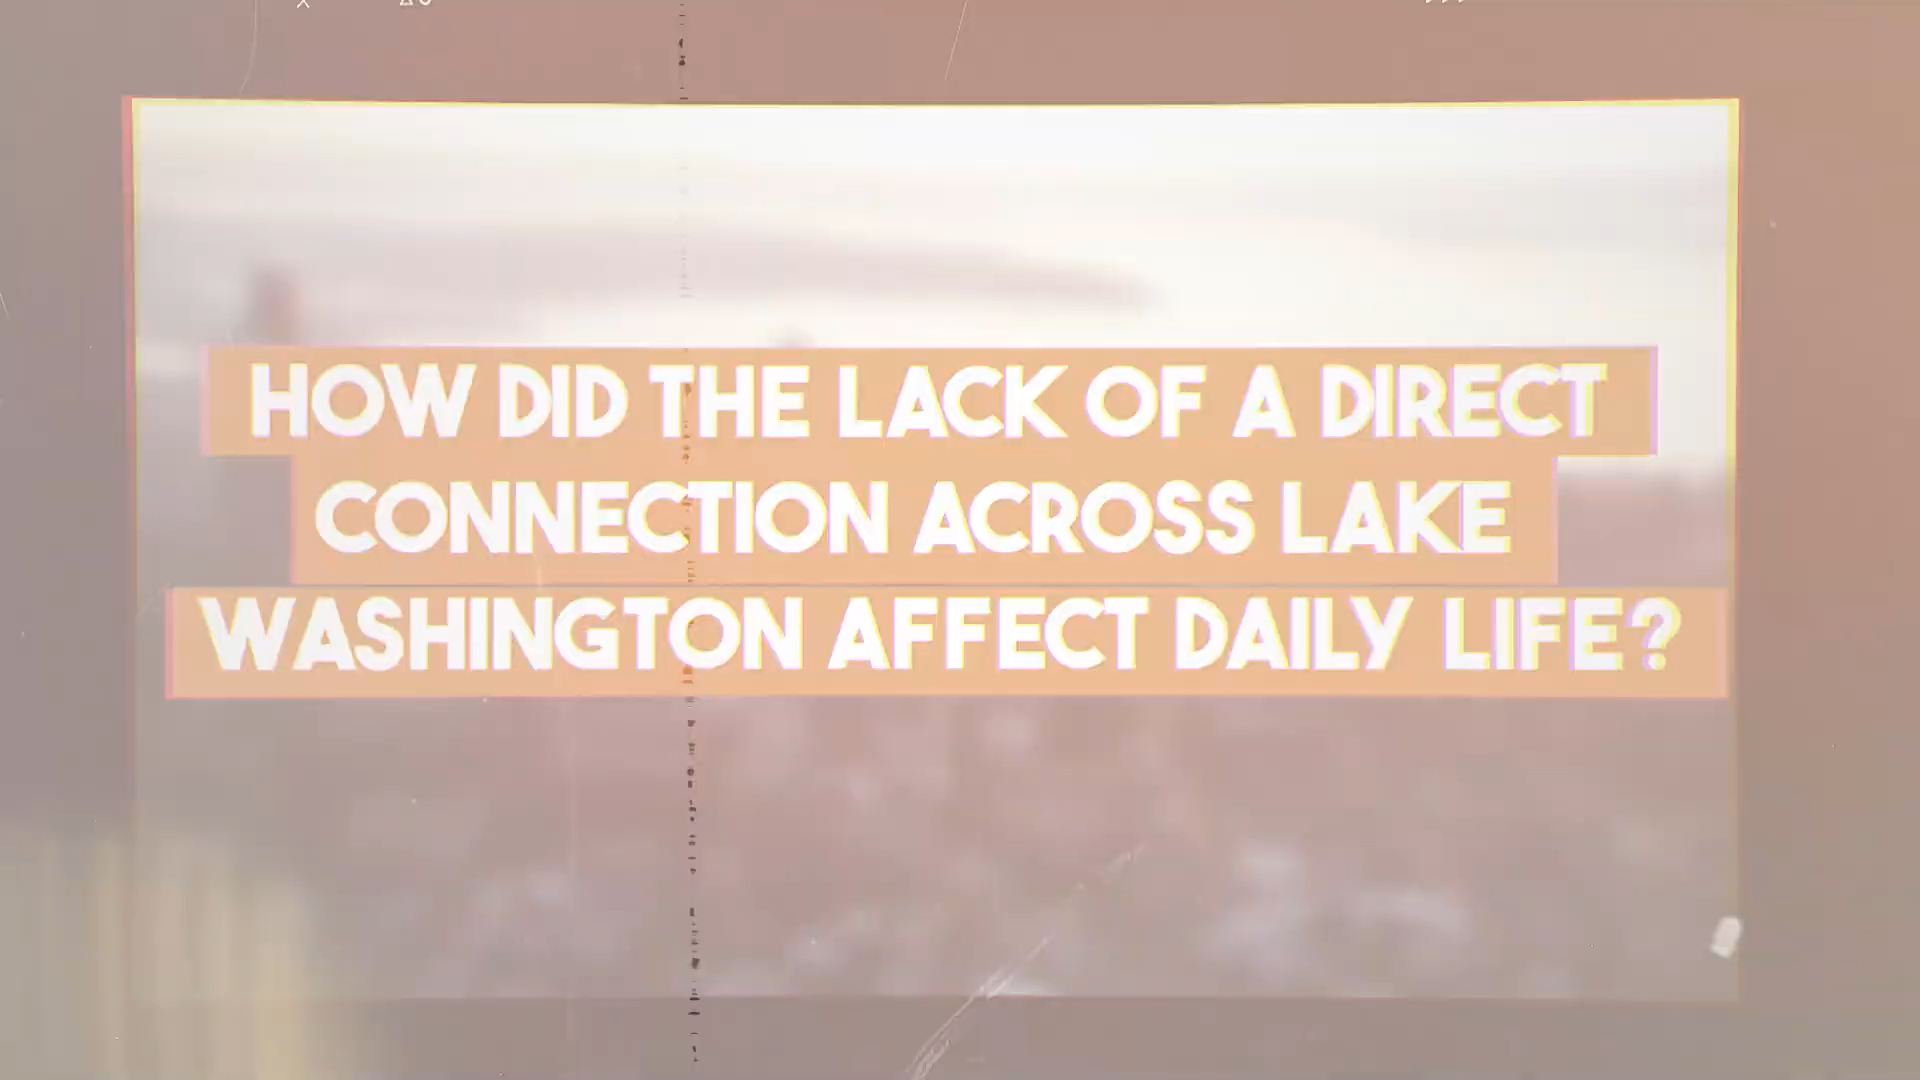 HOW DID THE LACK OF A DIRECT
CONNECTION ACROSS LAKE
WASHINGTON AFFECT DAILY LIFE?